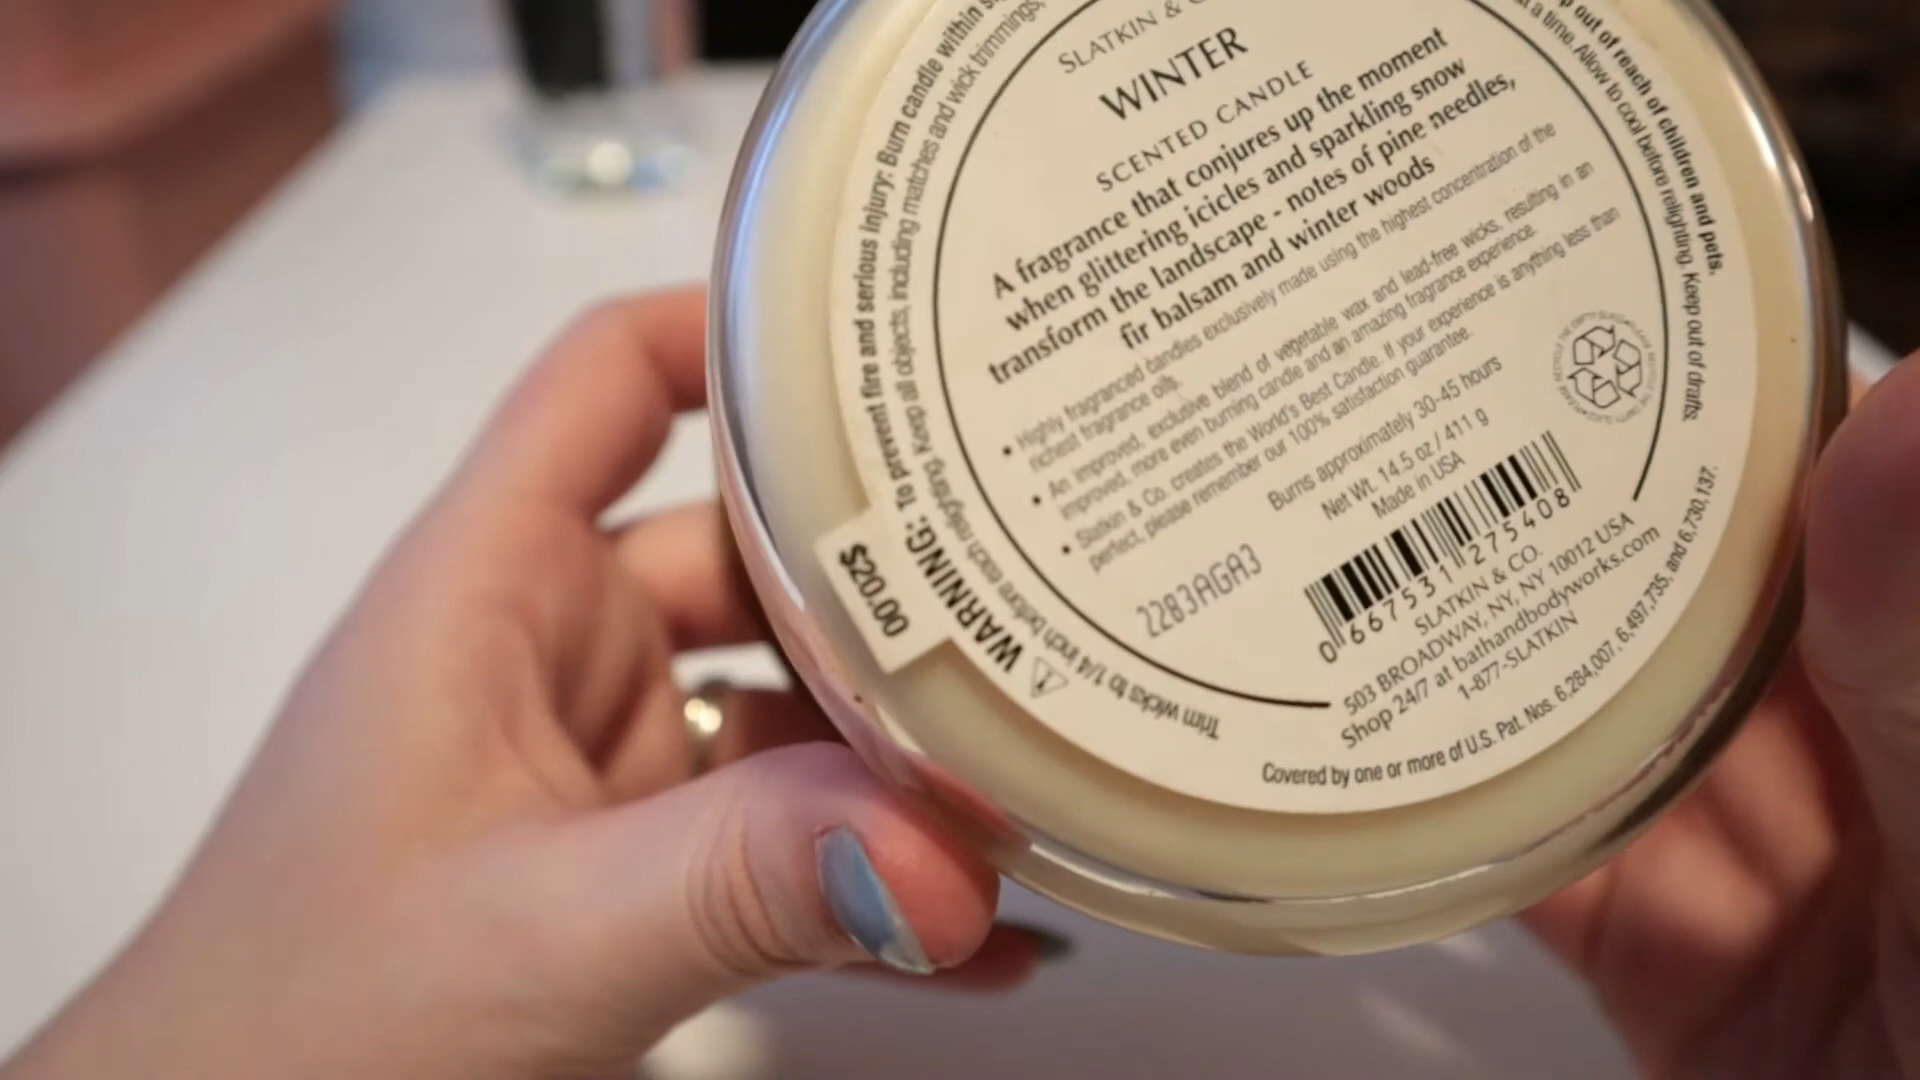 SLATKIN &
WINTER
SCENTED CANDLE
A fragrance that conjures up the moment
when glittering icicles and sparkling snow
transform the landscape - notes of pine needles,
fir balsam and winter woods
• Highly fragranced candles exclusively made using the highest concentration of the
richest fragrance oils.
• An improved, exclusive blend of vegetable wax and lead-free wicks, resulting in an
improved, more even burning candle and an amazing fragrance experience.
• Slatkin & Co. creates the World's Best Candle. If your experience is anything less than
perfect, please remember our 100% satisfaction guarantee.
Burns approximately 30-45 hours
Net Wt. 14.5 oz / 411 g
Made in USA
2283AGA3
0 66753 12754 08
SLATKIN & CO.
503 BROADWAY, NY, NY 10012 USA
Shop 24/7 at bathandbodyworks.com
1-877-SLATKIN
Covered by one or more of U.S. Pat. Nos. 6,284,007, 6,497,735, and 6,730,137.
$20.00
WARNING: To prevent fire and serious injury: Burn candle within
out of reach of children and pets.
Trim wicks to 1/4 inch before each relighting. Keep all objects, including matches and wick trimmings,
at a time. Allow to cool before relighting. Keep out of drafts.